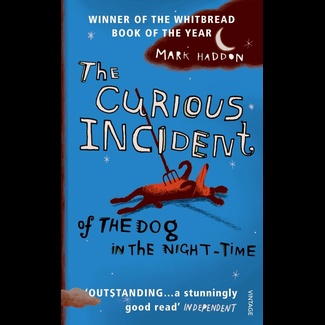 WINNER OF THE WHITBREAD
BOOK OF THE YEAR
MARK HADDON
The
CURIOUS
INCIDENT
of THE DOG
IN THE NIGHT-TIME
'OUTSTANDING...a stunningly
good read' INDEPENDENT
VINTAGE